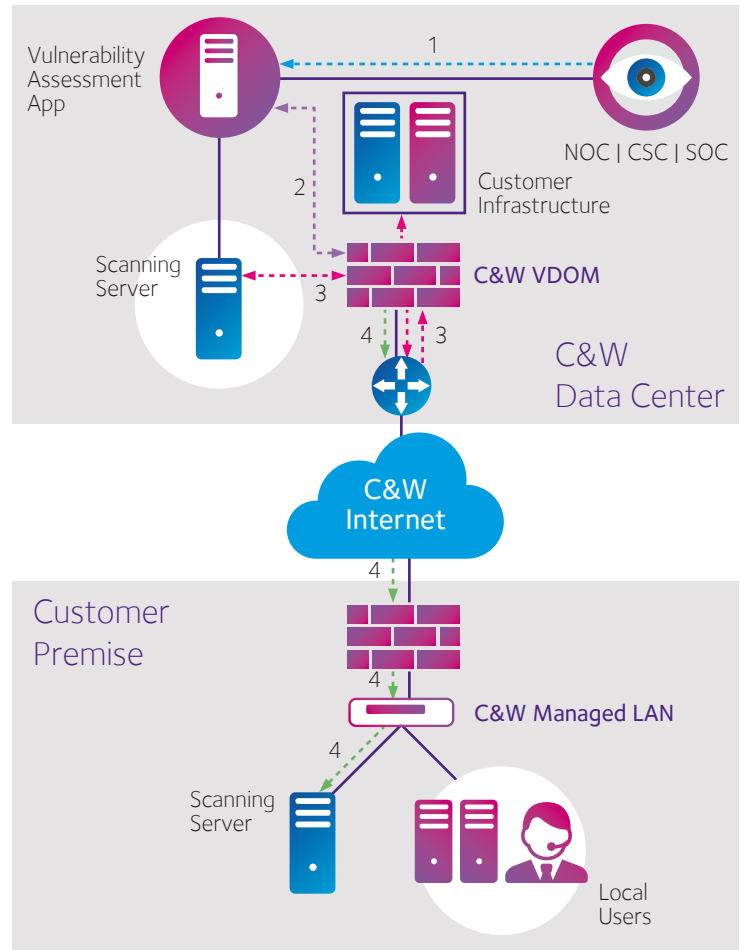 1
Vulnerability
Assessment
App
NOC | CSC | SOC
2
Customer
Infrastructure
Scanning
Server
3
C&W VDOM
4
3
C&W
Data Center
C&W
Internet
4
Customer
Premise
4
C&W Managed LAN
4
Scanning
Server
Local
Users